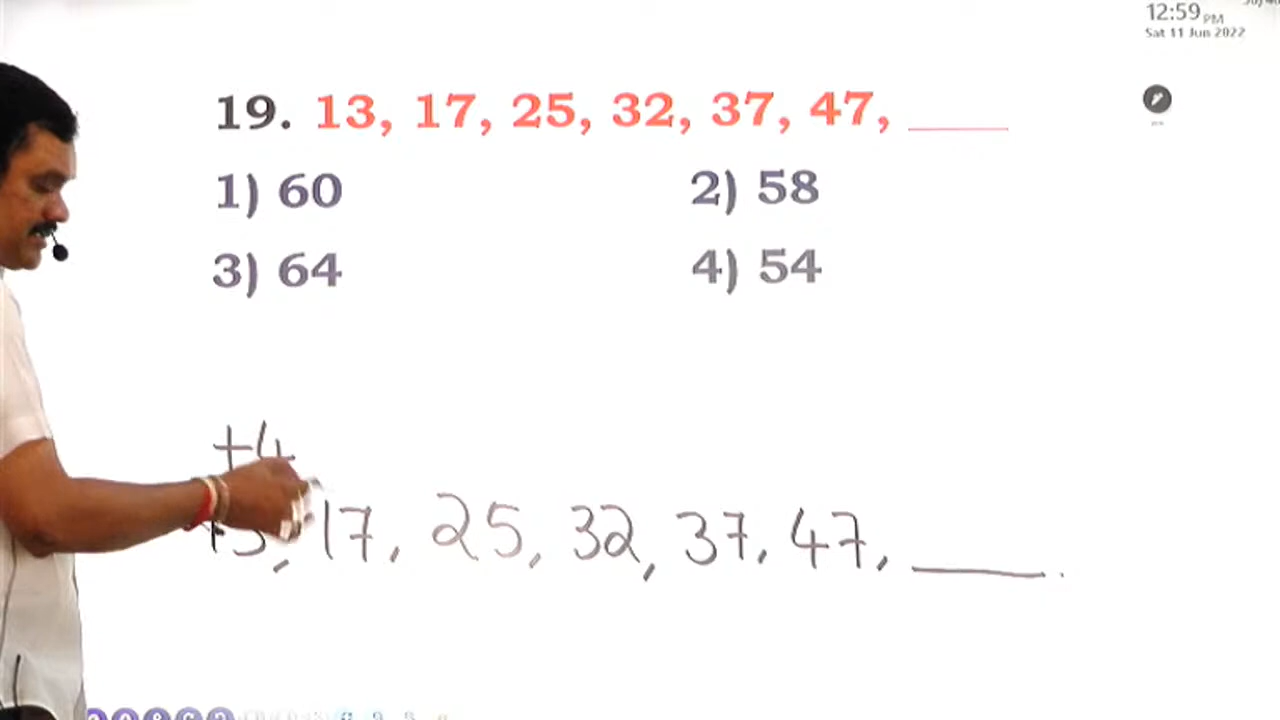 12:59 PM
Sat 11 Jun 2022
19. 13, 17, 25, 32, 37, 47, ____
1) 60
2) 58
3) 64
4) 54
+4
13, 17, 25, 32, 37, 47, ____.